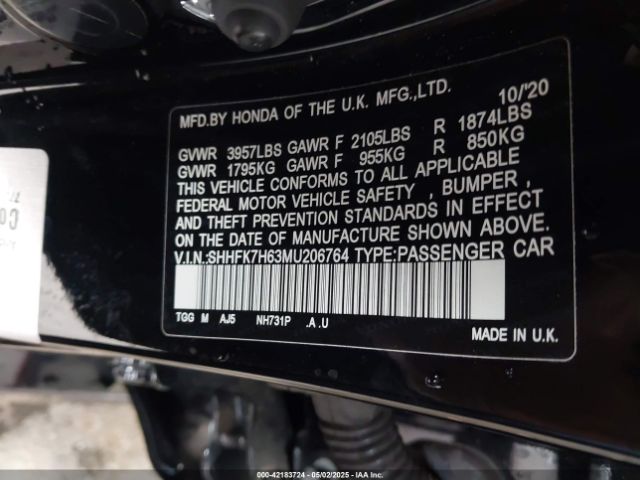 MFD.BY HONDA OF THE U.K. MFG.,LTD. 10/'20
GVWR 3957LBS GAWR F 2105LBS R 1874LBS
GVWR 1795KG GAWR F 955KG R 850KG
THIS VEHICLE CONFORMS TO ALL APPLICABLE
FEDERAL MOTOR VEHICLE SAFETY , BUMPER ,
AND THEFT PREVENTION STANDARDS IN EFFECT
ON THE DATE OF MANUFACTURE SHOWN ABOVE.
V.I.N:SHHFK7H63MU206764 TYPE:PASSENGER CAR
TGG M AJ5 NH731P .A .U
MADE IN U.K.
00-42183724 - 05/02/2025 - IAA Inc.